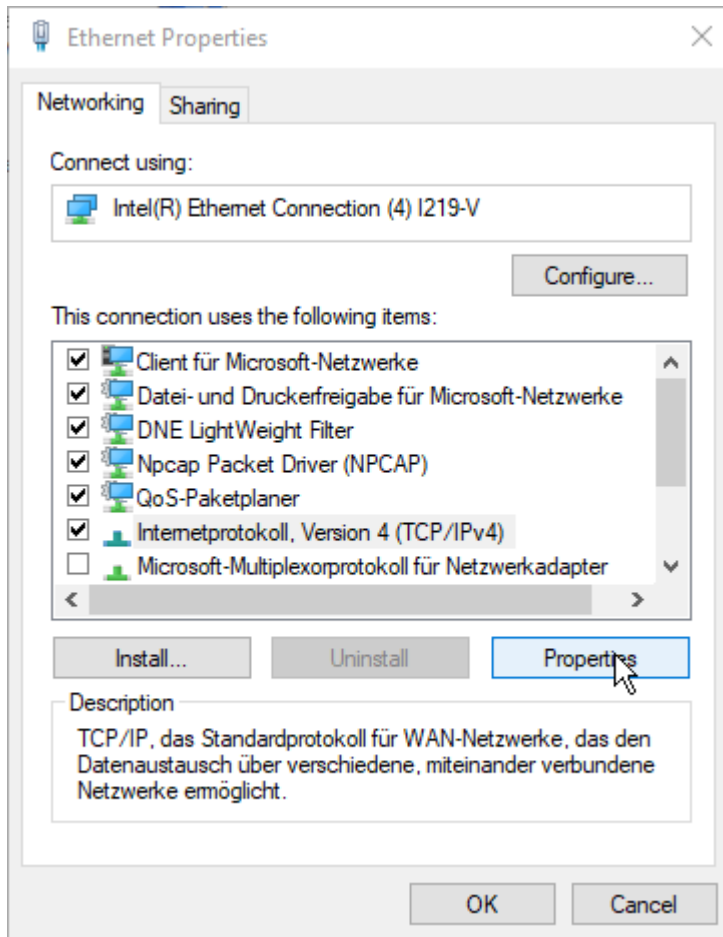 Ethernet Properties
Networking
Sharing
Connect using:
Intel(R) Ethernet Connection (4) I219-V
Configure...
This connection uses the following items:
Client für Microsoft-Netzwerke
Datei- und Druckerfreigabe für Microsoft-Netzwerke
DNE LightWeight Filter
Npcap Packet Driver (NPCAP)
QoS-Paketplaner
Internetprotokoll, Version 4 (TCP/IPv4)
Microsoft-Multiplexorprotokoll für Netzwerkadapter
Install...
Uninstall
Properties
Description
TCP/IP, das Standardprotokoll für WAN-Netzwerke, das den
Datenaustausch über verschiedene, miteinander verbundene
Netzwerke ermöglicht.
OK
Cancel